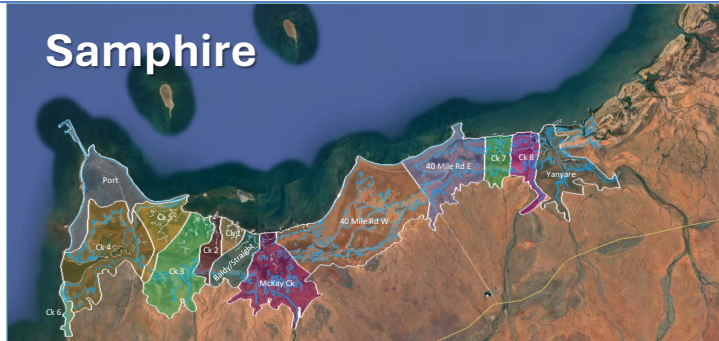 Samphire
Port
Ck 5
Ck 4
Ck 3
Ck 2
Ck 1
Baldy/Straight
McKay Ck
40 Mile Rd W
40 Mile Rd E
Ck 7
Ck 8
Yanyare
Ck 6